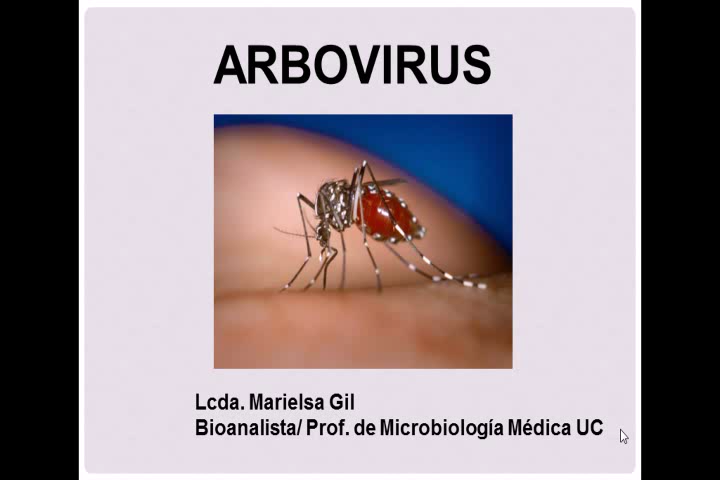 ARBOVIRUS
Lcda. Marielsa Gil
Bioanalista/ Prof. de Microbiología Médica UC